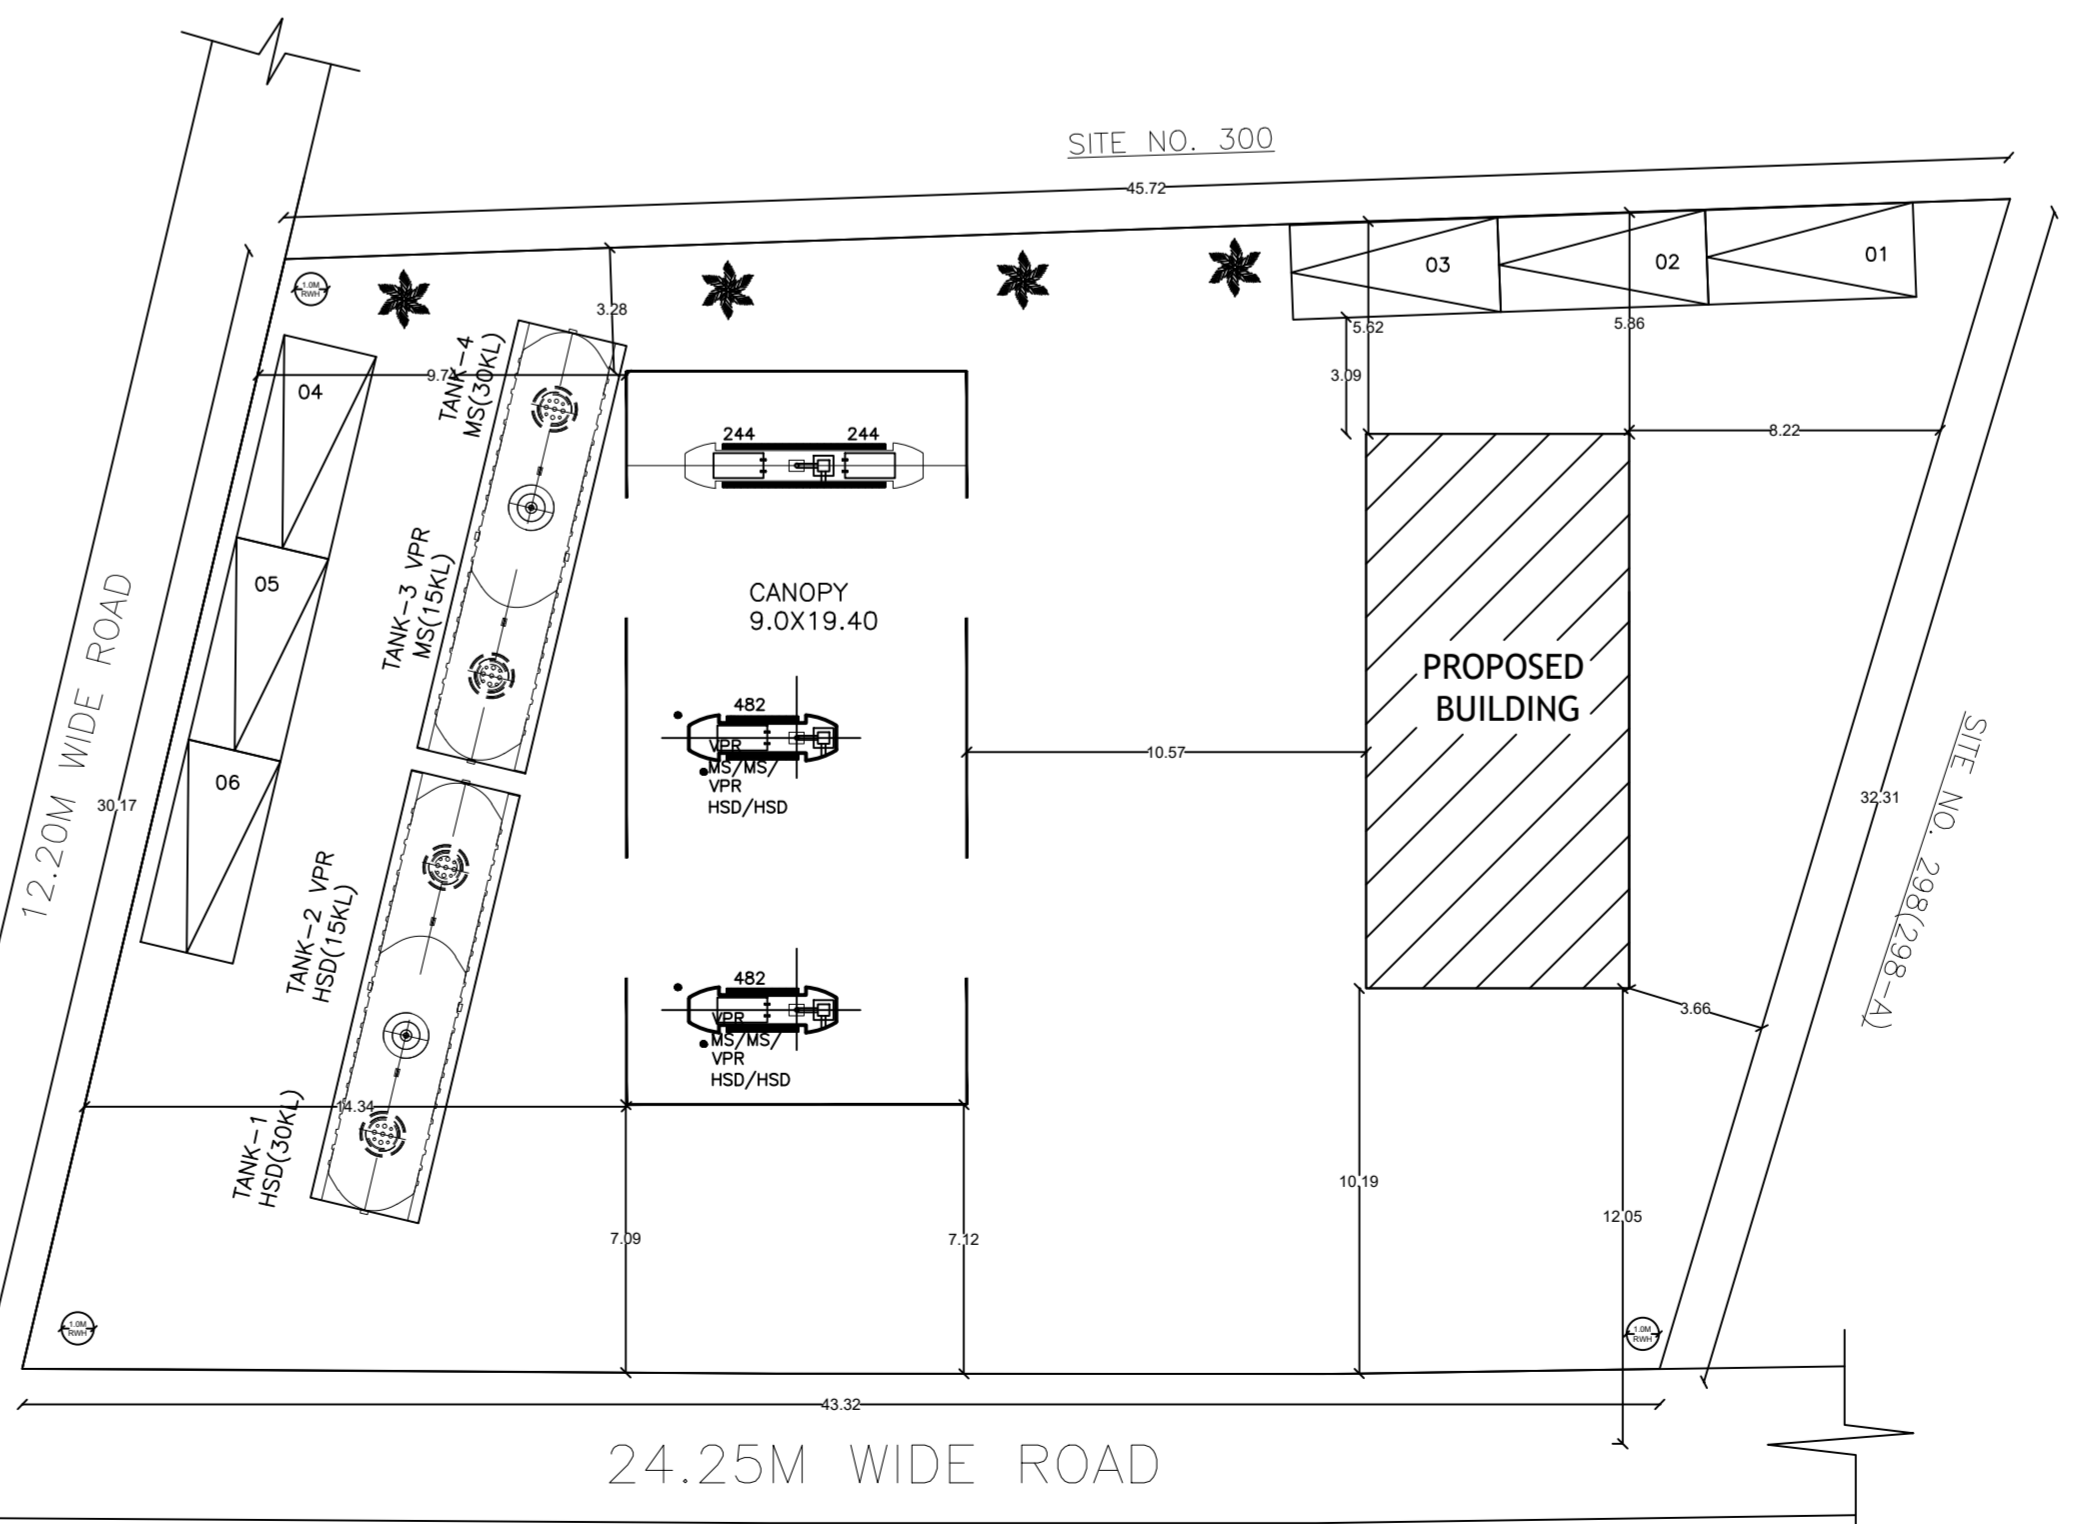 SITE NO. 300
45.72
1.0M
RWH
3.28
03
02
01
5.62
5.86
3.09
8.22
9.74
TANK-4
MS(30KL)
04
244
244
TANK-3 VPR
MS(15KL)
05
CANOPY
9.0X19.40
PROPOSED
BUILDING
482
VPR
MS/MS/
VPR
HSD/HSD
10.57
06
12.20M WIDE ROAD
30.17
SITE NO. 298(298-A)
32.31
TANK-2 VPR
HSD(15KL)
482
VPR
MS/MS/
VPR
HSD/HSD
3.66
14.34
TANK-1
HSD(30KL)
10.19
12.05
7.09
7.12
1.0M
RWH
1.0M
RWH
43.32
24.25M WIDE ROAD